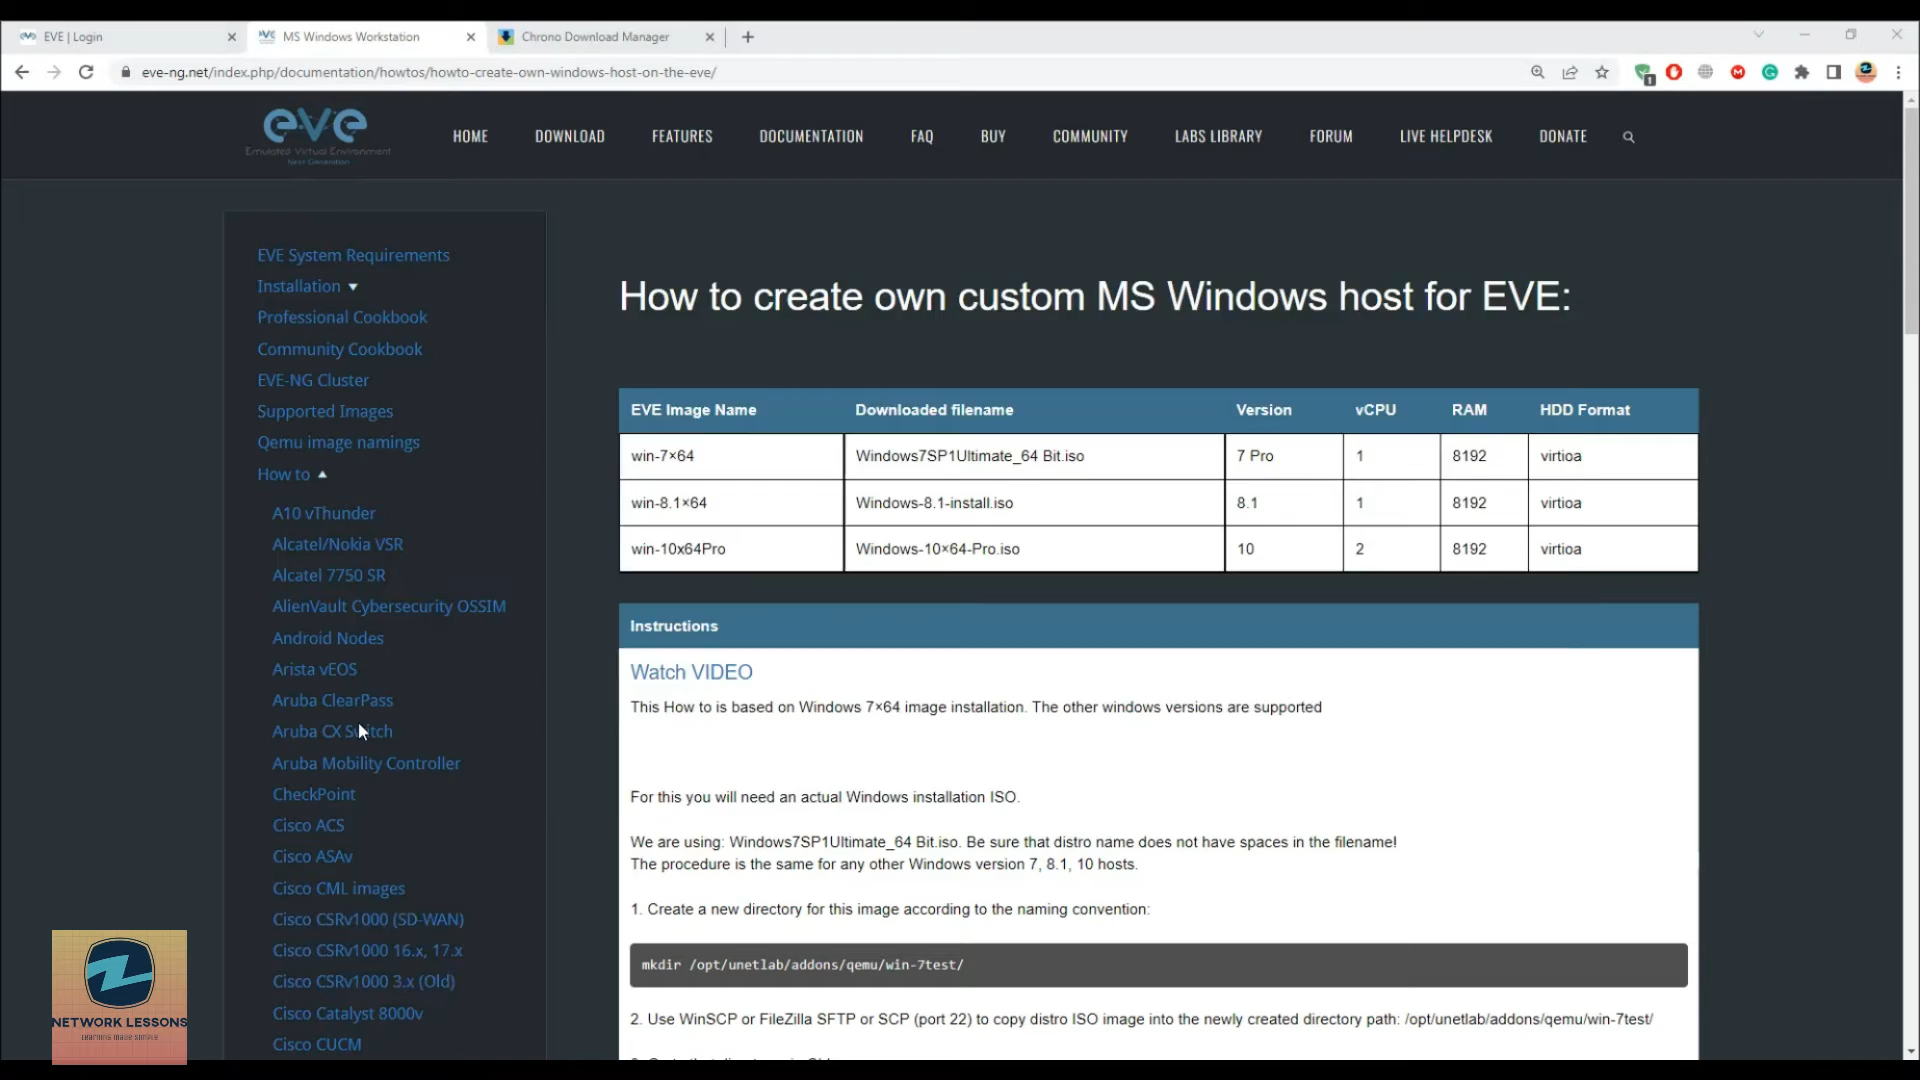 EVE | Login
MS Windows Workstation
Chrono Download Manager
eve-ng.net/index.php/documentation/howtos/howto-create-own-windows-host-on-the-eve/
eve
Emulated Virtual Environment
Next Generation
HOME
DOWNLOAD
FEATURES
DOCUMENTATION
FAQ
BUY
COMMUNITY
LABS LIBRARY
FORUM
LIVE HELPDESK
DONATE
EVE System Requirements
Installation
Professional Cookbook
Community Cookbook
EVE-NG Cluster
Supported Images
Qemu image namings
How to
A10 vThunder
Alcatel/Nokia VSR
Alcatel 7750 SR
AlienVault Cybersecurity OSSIM
Android Nodes
Arista vEOS
Aruba ClearPass
Aruba CX Switch
Aruba Mobility Controller
CheckPoint
Cisco ACS
Cisco ASAv
Cisco CML images
Cisco CSRv1000 (SD-WAN)
Cisco CSRv1000 16.x, 17.x
Cisco CSRv1000 3.x (Old)
Cisco Catalyst 8000v
Cisco CUCM
NETWORK LESSONS
LEARNING MADE SIMPLE
How to create own custom MS Windows host for EVE:
EVE Image Name Downloaded filename Version vCPU RAM HDD Format
win-7×64 Windows7SP1Ultimate_64 Bit.iso 7 Pro 1 8192 virtioa
win-8.1×64 Windows-8.1-install.iso 8.1 1 8192 virtioa
win-10x64Pro Windows-10×64-Pro.iso 10 2 8192 virtioa
Instructions
Watch VIDEO
This How to is based on Windows 7×64 image installation. The other windows versions are supported
For this you will need an actual Windows installation ISO.
We are using: Windows7SP1Ultimate_64 Bit.iso. Be sure that distro name does not have spaces in the filename!
The procedure is the same for any other Windows version 7, 8.1, 10 hosts.
1. Create a new directory for this image according to the naming convention:
mkdir /opt/unetlab/addons/qemu/win-7test/
2. Use WinSCP or FileZilla SFTP or SCP (port 22) to copy distro ISO image into the newly created directory path: /opt/unetlab/addons/qemu/win-7test/